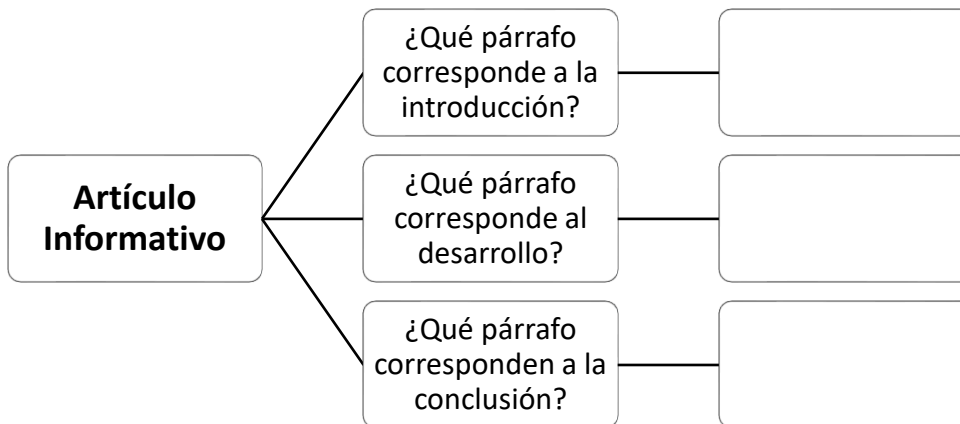 ¿Qué párrafo
corresponde a la
introducción?
Artículo
Informativo
¿Qué párrafo
corresponde al
desarrollo?
¿Qué párrafo
corresponden a la
conclusión?